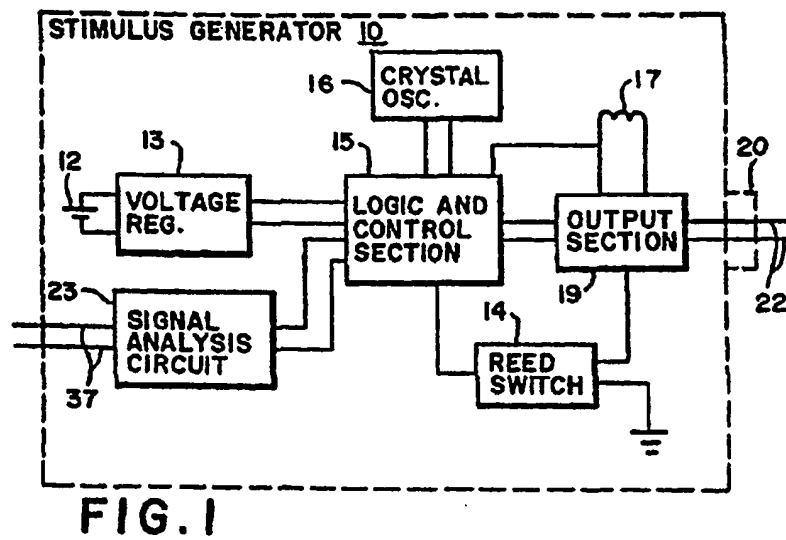 STIMULUS GENERATOR 10
16
CRYSTAL
OSC.
17
12
13
15
20
VOLTAGE
REG.
LOGIC AND
CONTROL
SECTION
OUTPUT
SECTION
19
22
23
SIGNAL
ANALYSIS
CIRCUIT
37
14
REED
SWITCH
FIG. 1